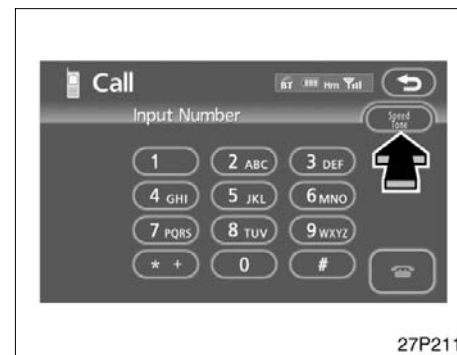 Call
BT Hm
Input Number
Speed
Tone
1 2 ABC 3 DEF
4 GHI 5 JKL 6 MNO
7 PQRS 8 TUV 9 WXYZ
* + 0 #
27P211